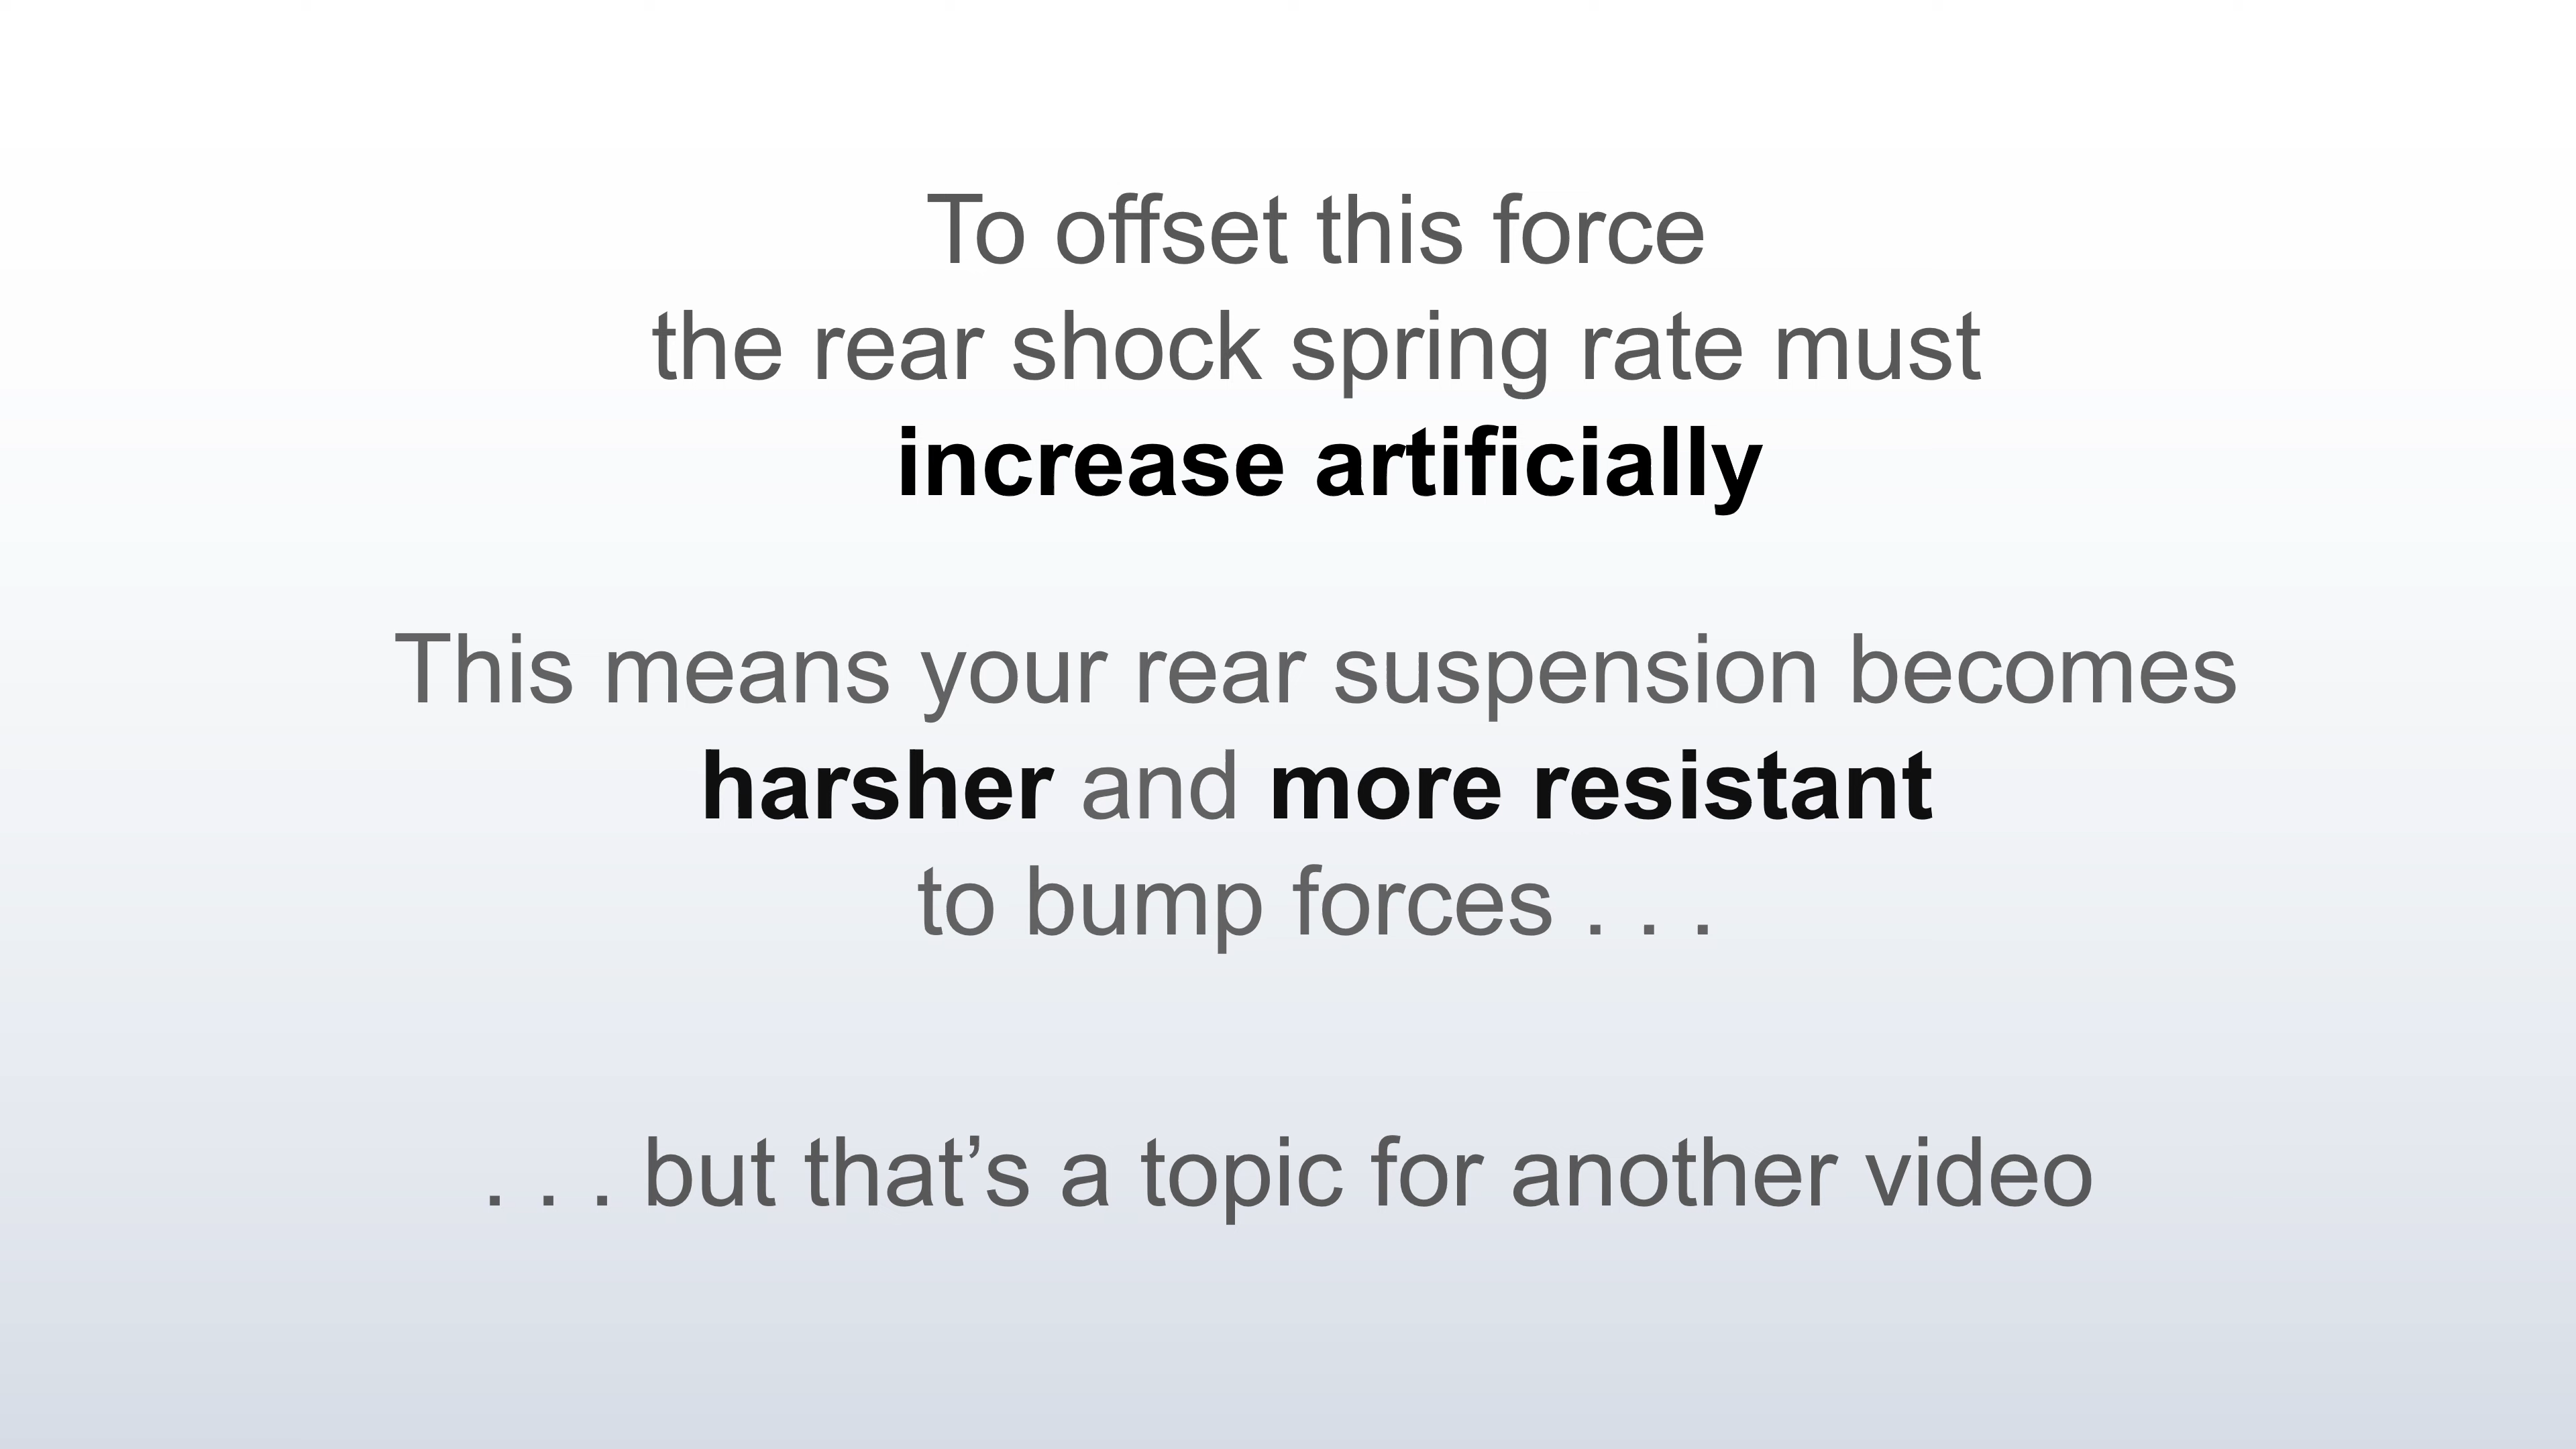 To offset this force
the rear shock spring rate must
increase artificially
This means your rear suspension becomes
harsher and more resistant
to bump forces . . .
. . . but that’s a topic for another video